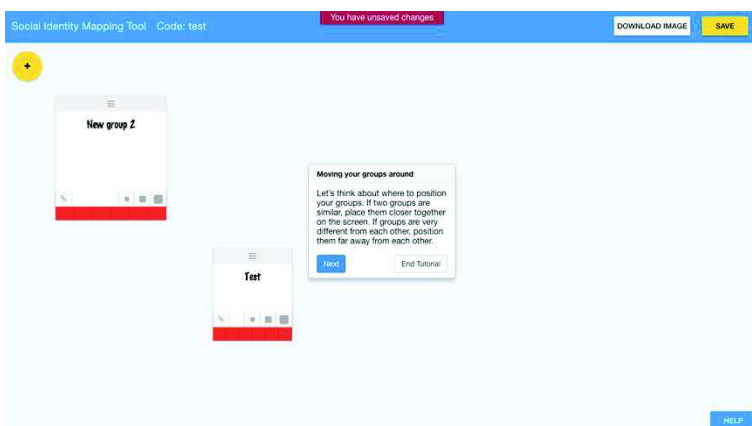 Social Identity Mapping Tool Code: test
You have unsaved changes
DOWNLOAD IMAGE
SAVE
+
New group 2
Moving your groups around
Let's think about where to position
your groups. If two groups are
similar, place them closer together
on the screen. If groups are very
different from each other, position
them far away from each other.
Next
End Tutorial
Test
HELP